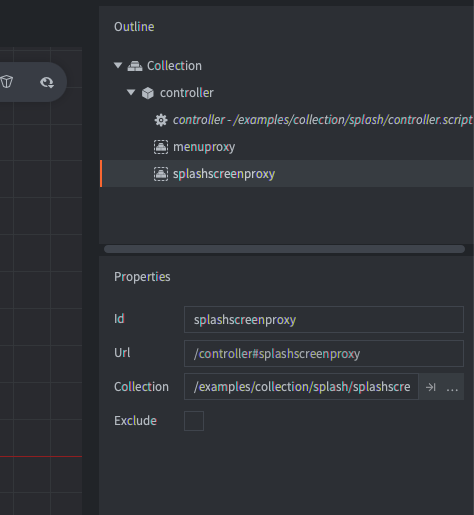 Outline
Collection
controller
controller - /examples/collection/splash/controller.script
menuproxy
splashscreenproxy
Properties
Id splashscreenproxy
Url /controller#splashscreenproxy
Collection /examples/collection/splash/splashscre ...
Exclude